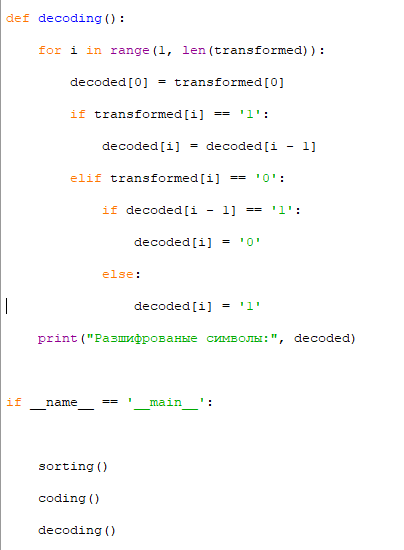 def decoding():
    for i in range(1, len(transformed)):
        decoded[0] = transformed[0]
        if transformed[i] == '1':
            decoded[i] = decoded[i - 1]
        elif transformed[i] == '0':
            if decoded[i - 1] == '1':
                decoded[i] = '0'
            else:
                decoded[i] = '1'
    print("Разшифрованые символы:", decoded)
if __name__ == '__main__':
    sorting()
    coding()
    decoding()